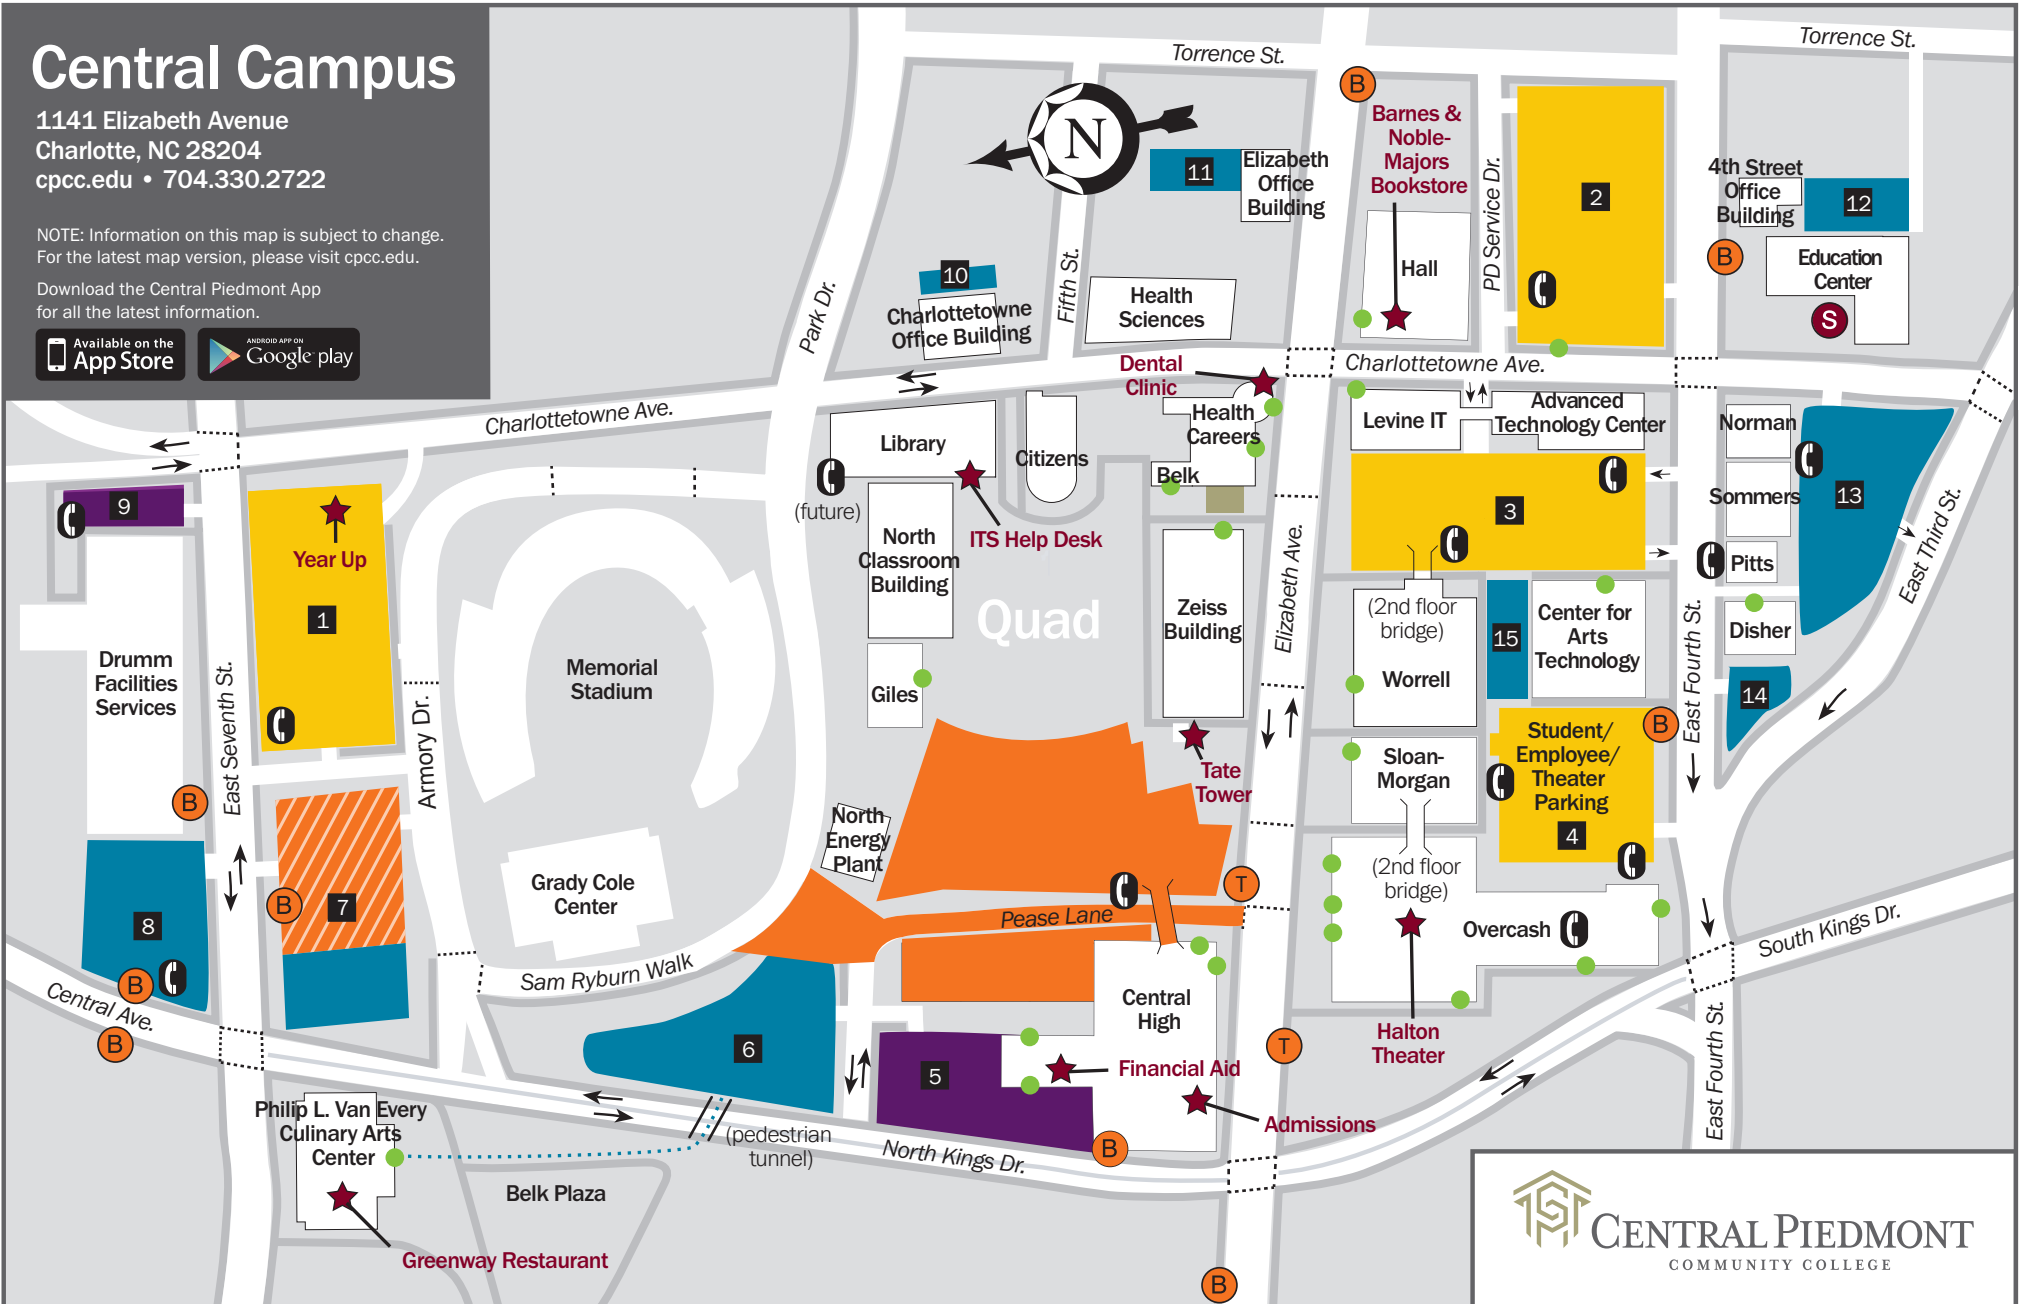 Central Campus
1141 Elizabeth Avenue
Charlotte, NC 28204
cpcc.edu • 704.330.2722
NOTE: Information on this map is subject to change.
For the latest map version, please visit cpcc.edu.
Download the Central Piedmont App
for all the latest information.
Available on the
App Store
ANDROID APP ON
Google play
Torrence St.
Torrence St.
B
Barnes &
Noble-
Majors
Bookstore
N
11
Elizabeth
Office
Building
PD Service Dr.
2
4th Street
Office
Building
12
B
Education
Center
S
Hall
Park Dr.
Fifth St.
10
Charlottetowne
Office Building
Health
Sciences
Charlottetowne Ave.
Dental
Clinic
Charlottetowne Ave.
Library
Citizens
Health
Careers
Belk
Levine IT
Advanced
Technology Center
Norman
Sommers
13
Pitts
Disher
14
East Third St.
9
Year Up
1
(future)
ITS Help Desk
North
Classroom
Building
Quad
Zeiss
Building
Elizabeth Ave.
3
(2nd floor
bridge)
Worrell
15
Center for
Arts
Technology
East Fourth St.
Drumm
Facilities
Services
East Seventh St.
Armory Dr.
Memorial
Stadium
Giles
Tate
Tower
Sloan-
Morgan
Student/
Employee/
Theater
Parking
4
B
B
North
Energy
Plant
Grady Cole
Center
(2nd floor
bridge)
T
Overcash
8
B
7
Pease Lane
South Kings Dr.
Sam Ryburn Walk
B
Central Ave.
B
Central
High
Halton
Theater
T
6
5
Financial Aid
Admissions
East Fourth St.
Philip L. Van Every
Culinary Arts
Center
(pedestrian
tunnel)
North Kings Dr.
B
Belk Plaza
Greenway Restaurant
B
CENTRAL PIEDMONT
COMMUNITY COLLEGE